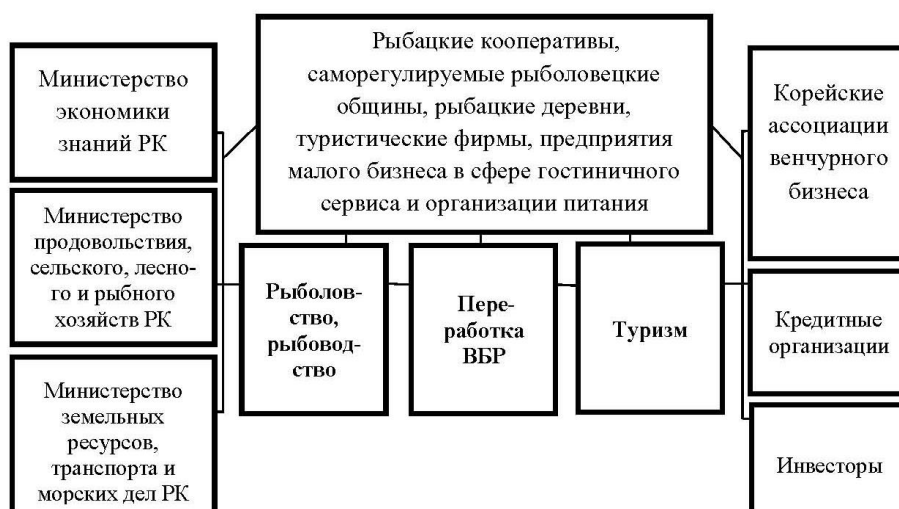 Министерство
экономики
знаний РК
Министерство
продовольствия,
сельского, лесно-
го и рыбного
хозяйств РК
Министерство
земельных
ресурсов,
транспорта и
морских дел РК
Рыбацкие кооперативы,
саморегулируемые рыболовецкие
общины, рыбацкие деревни,
туристические фирмы, предприятия
малого бизнеса в сфере гостиничного
сервиса и организации питания
Рыболов-
ство,
рыбовод-
ство
Пере-
работка
ВБР
Туризм
Корейские
ассоциации
венчурного
бизнеса
Кредитные
организации
Инвесторы